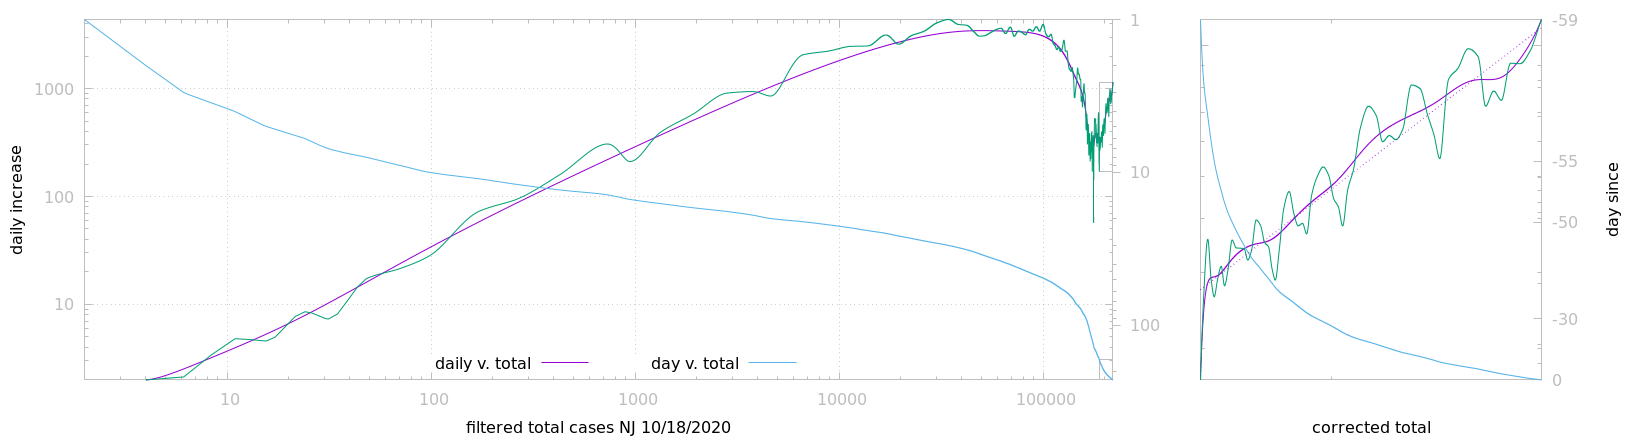 daily increase
1000
100
10
daily v. total
day v. total
10
100
1000
10000
100000
filtered total cases NJ 10/18/2020
1
10
100
-59
-55
-50
-30
0
day since
corrected total